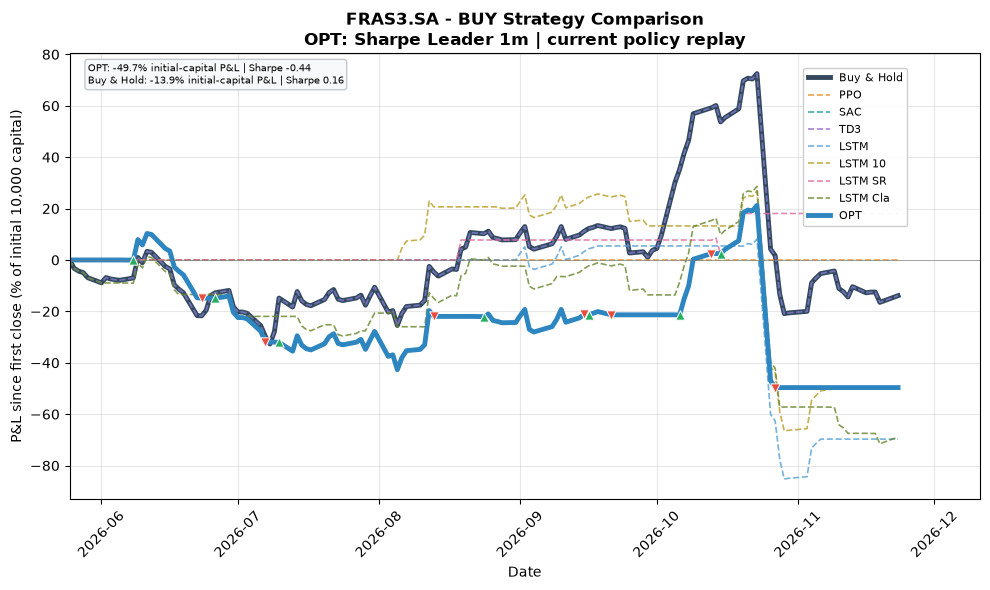 FRAS3.SA - BUY Strategy Comparison
OPT: Sharpe Leader 1m | current policy replay
OPT: -49.7% initial-capital P&L | Sharpe -0.44
Buy & Hold: -13.9% initial-capital P&L | Sharpe 0.16
Buy & Hold
PPO
SAC
TD3
LSTM
LSTM 10
LSTM SR
LSTM Cla
OPT
P&L since first close (% of initial 10,000 capital)
80
60
40
20
0
−20
−40
−60
−80
2026-06
2026-07
2026-08
2026-09
2026-10
2026-11
2026-12
Date